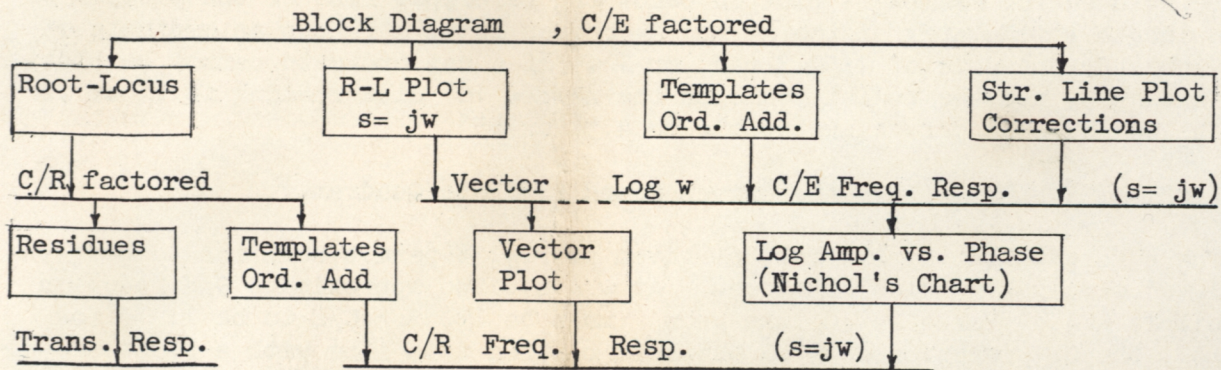 Block Diagram , C/E factored
Root-Locus
R-L Plot
s= jw
Templates
Ord. Add.
Str. Line Plot
Corrections
C/R factored
Vector
Log w
C/E Freq. Resp.
(s= jw)
Residues
Templates
Ord. Add
Vector
Plot
Log Amp. vs. Phase
(Nichol's Chart)
Trans. Resp.
C/R Freq. Resp. (s=jw)